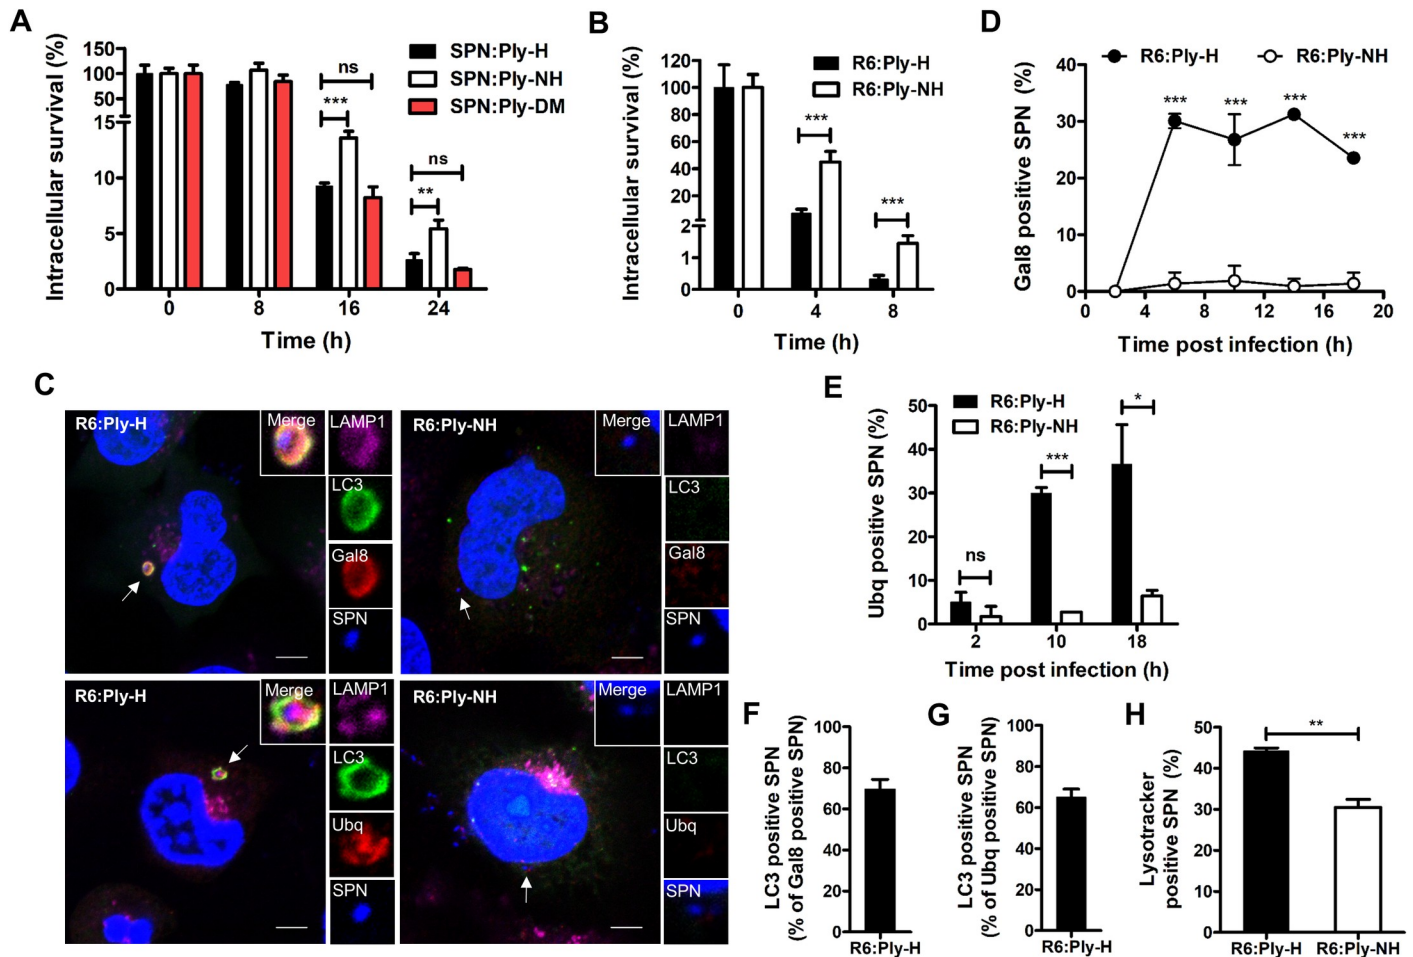 A
Intracellular survival (%)
150
100
50
15
10
5
0
SPN:Ply-H
SPN:Ply-NH
SPN:Ply-DM
ns
***
ns
**
0
8
16
24
Time (h)
B
Intracellular survival (%)
120
100
80
60
40
20
2
1
0
R6:Ply-H
R6:Ply-NH
***
***
0
4
8
Time (h)
D
Gal8 positive SPN (%)
40
30
20
10
0
R6:Ply-H
R6:Ply-NH
***
***
***
***
0
4
8
12
16
20
Time post infection (h)
C
R6:Ply-H
Merge
LAMP1
LC3
Gal8
SPN
R6:Ply-NH
Merge
LAMP1
LC3
Gal8
SPN
R6:Ply-H
Merge
LAMP1
LC3
Ubq
SPN
R6:Ply-NH
Merge
LAMP1
LC3
Ubq
SPN
E
Ubq positive SPN (%)
50
40
30
20
10
0
R6:Ply-H
R6:Ply-NH
ns
***
*
2
10
18
Time post infection (h)
F
LC3 positive SPN
(% of Gal8 positive SPN)
100
80
60
40
20
0
R6:Ply-H
G
LC3 positive SPN
(% of Ubq positive SPN)
100
80
60
40
20
0
R6:Ply-H
H
Lysotracker
positive SPN (%)
50
40
30
20
10
0
**
R6:Ply-H
R6:Ply-NH